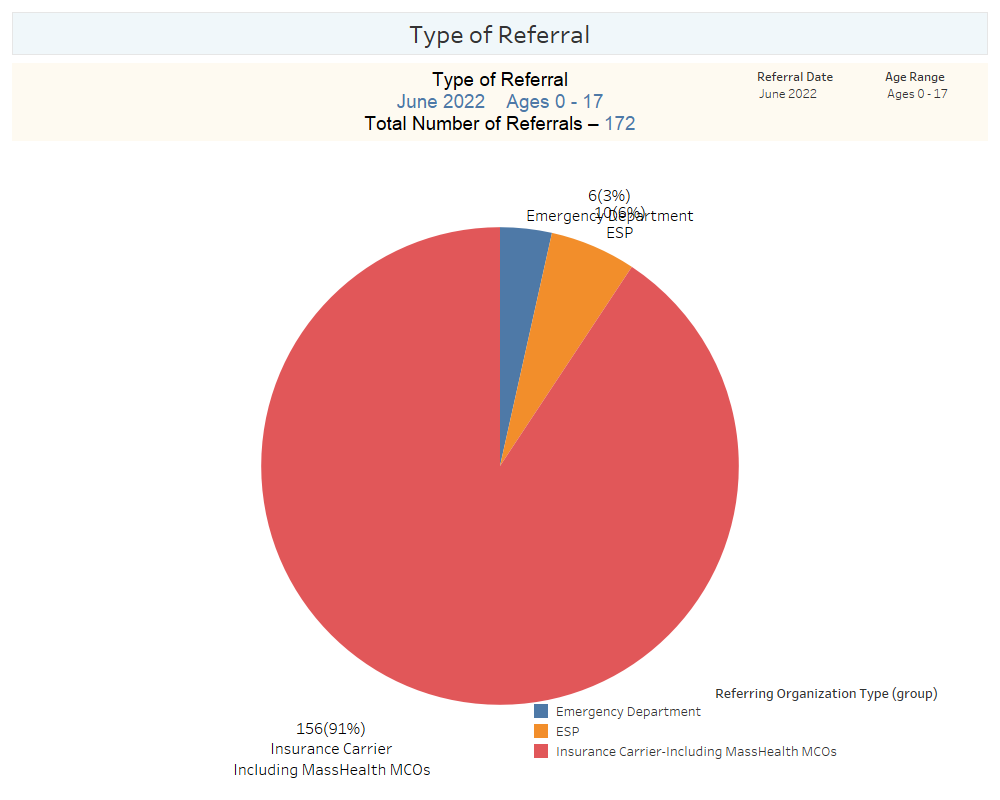 Type of Referral
Type of Referral
June 2022 Ages 0 - 17
Total Number of Referrals – 172
Referral Date
June 2022
Age Range
Ages 0 - 17
6(3%)
Emergency Department
10(6%)
ESP
156(91%)
Insurance Carrier
Including MassHealth MCOs
Referring Organization Type (group)
Emergency Department
ESP
Insurance Carrier-Including MassHealth MCOs